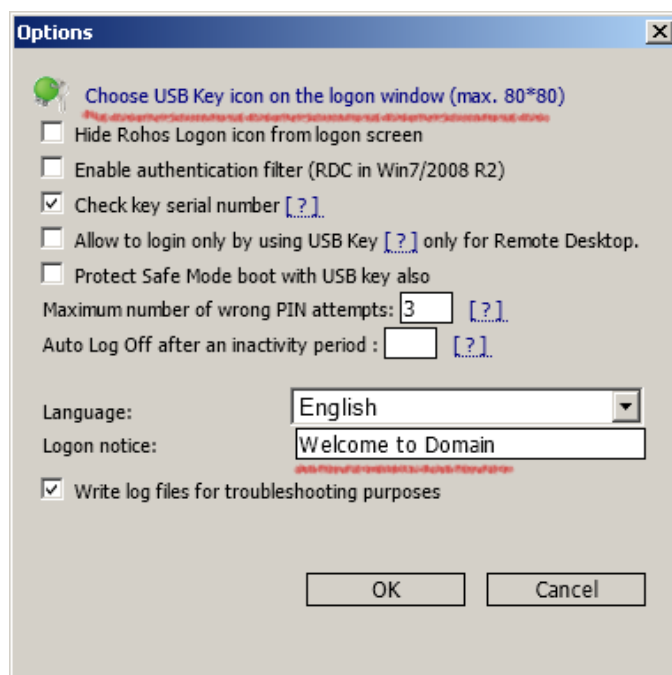 Options
Choose USB Key icon on the logon window (max. 80*80)
Hide Rohos Logon icon from logon screen
Enable authentication filter (RDC in Win7/2008 R2)
Check key serial number [ ? ]
Allow to login only by using USB Key [ ? ] only for Remote Desktop.
Protect Safe Mode boot with USB key also
Maximum number of wrong PIN attempts: 3 [ ? ]
Auto Log Off after an inactivity period : [ ? ]
Language: English
Logon notice: Welcome to Domain
Write log files for troubleshooting purposes
OK Cancel